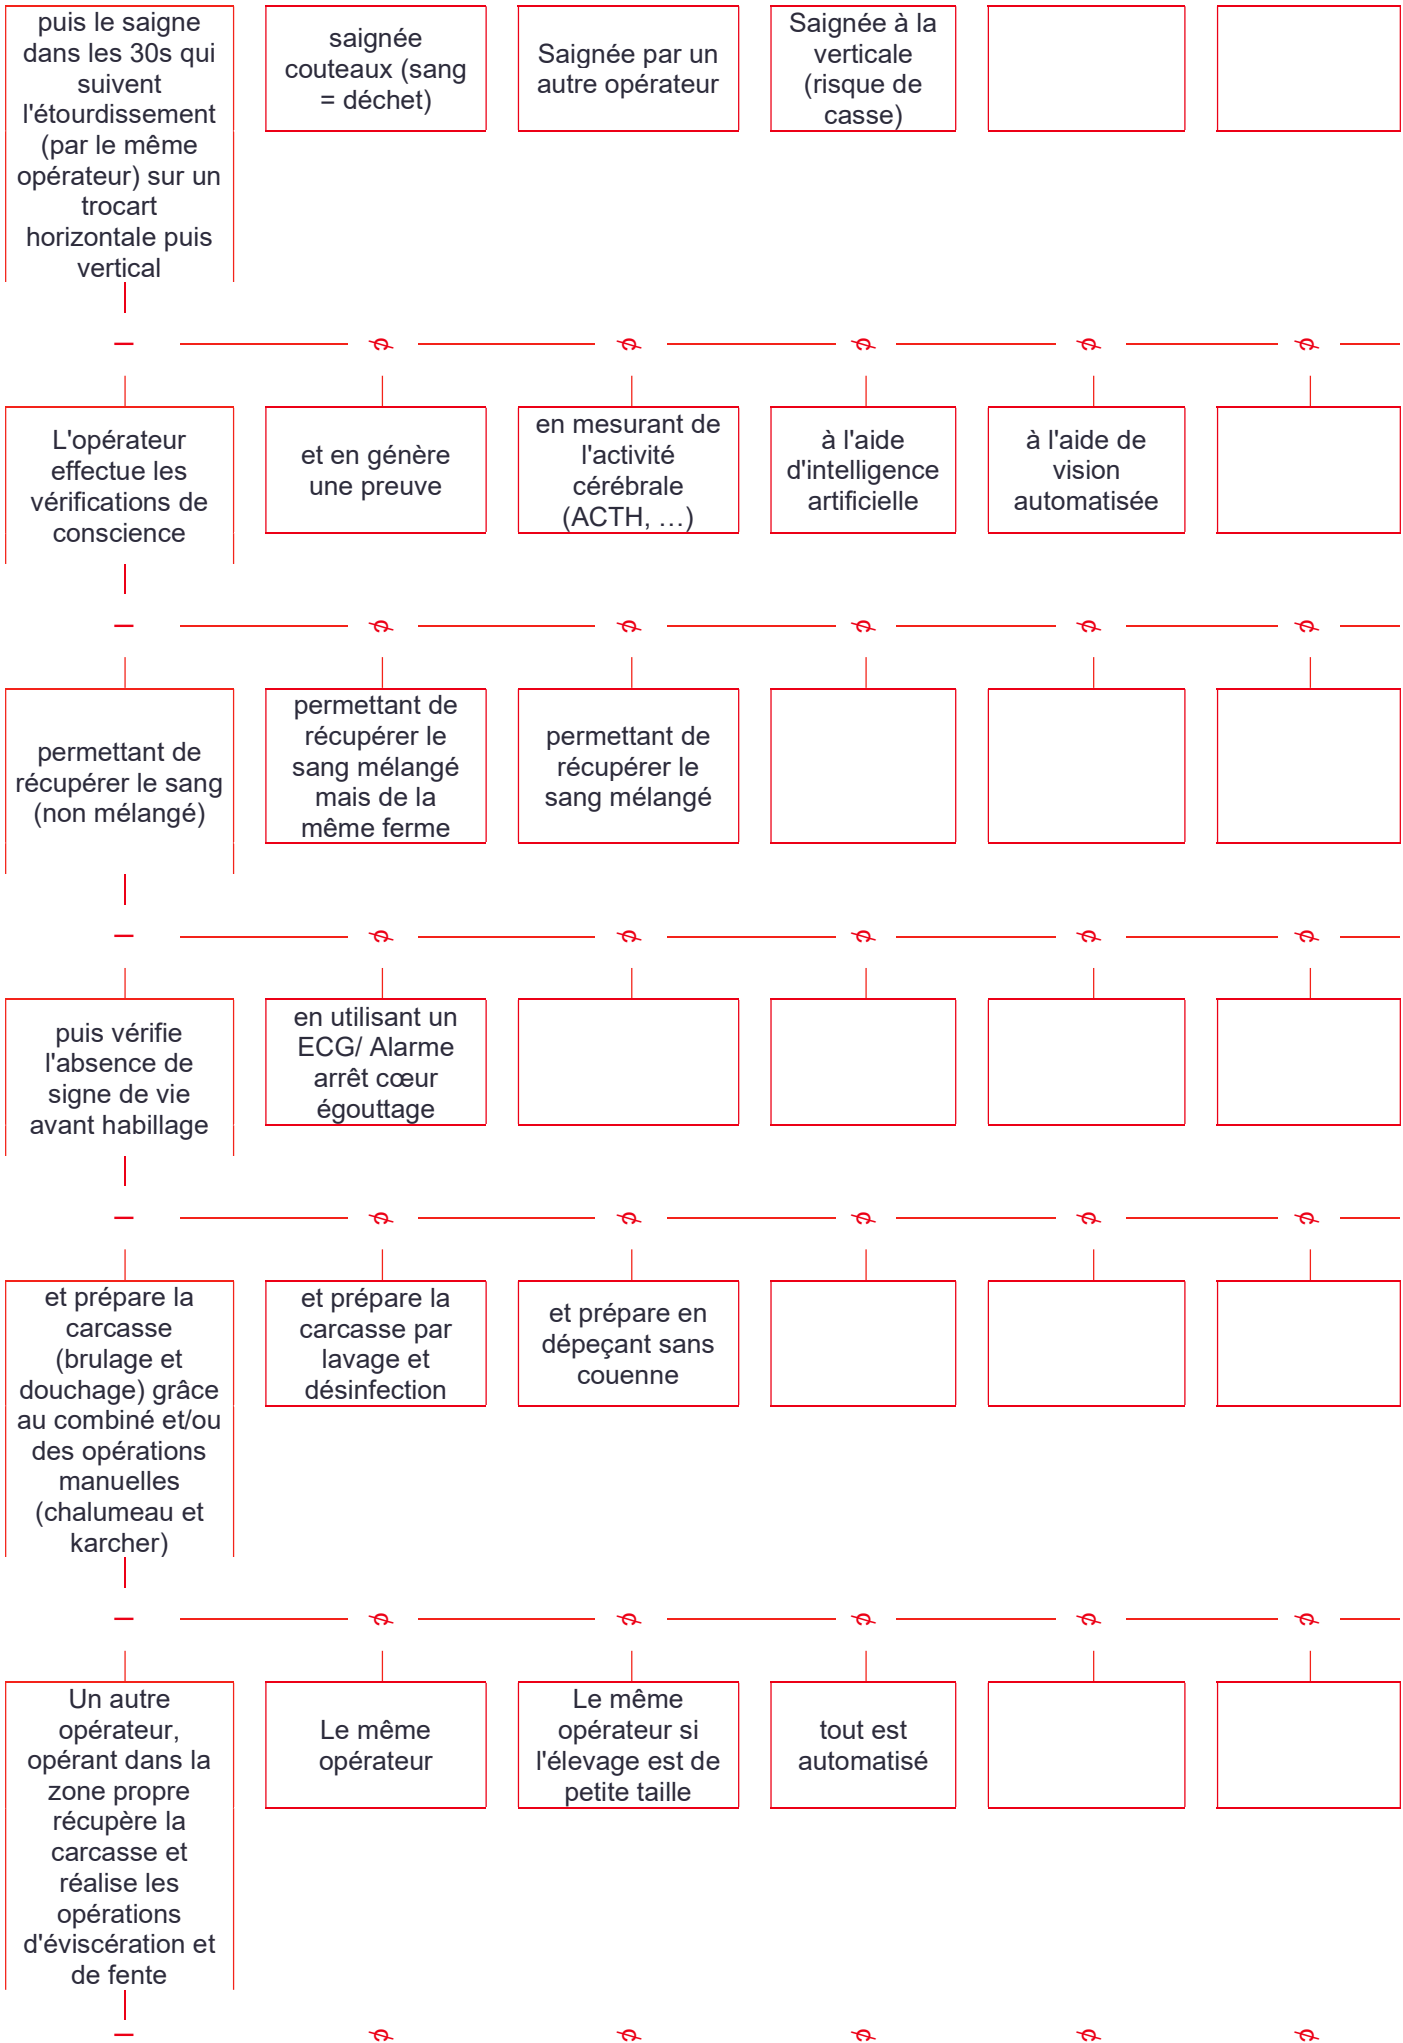 puis le saigne
dans les 30s qui
suivent
l'étourdissement
(par le même
opérateur) sur un
trocart
horizontale puis
vertical
saignée
couteaux (sang
= déchet)
Saignée par un
autre opérateur
Saignée à la
verticale
(risque de
casse)
L'opérateur
effectue les
vérifications de
conscience
et en génère
une preuve
en mesurant de
l'activité
cérébrale
(ACTH, …)
à l'aide
d'intelligence
artificielle
à l'aide de
vision
automatisée
permettant de
récupérer le sang
(non mélangé)
permettant de
récupérer le
sang mélangé
mais de la
même ferme
permettant de
récupérer le
sang mélangé
puis vérifie
l'absence de
signe de vie
avant habillage
en utilisant un
ECG/ Alarme
arrêt cœur
égouttage
et prépare la
carcasse
(brulage et
douchage) grâce
au combiné et/ou
des opérations
manuelles
(chalumeau et
karcher)
et prépare la
carcasse par
lavage et
désinfection
et prépare en
dépeçant sans
couenne
Un autre
opérateur,
opérant dans la
zone propre
récupère la
carcasse et
réalise les
opérations
d'éviscération et
de fente
Le même
opérateur
Le même
opérateur si
l'élevage est de
petite taille
tout est
automatisé